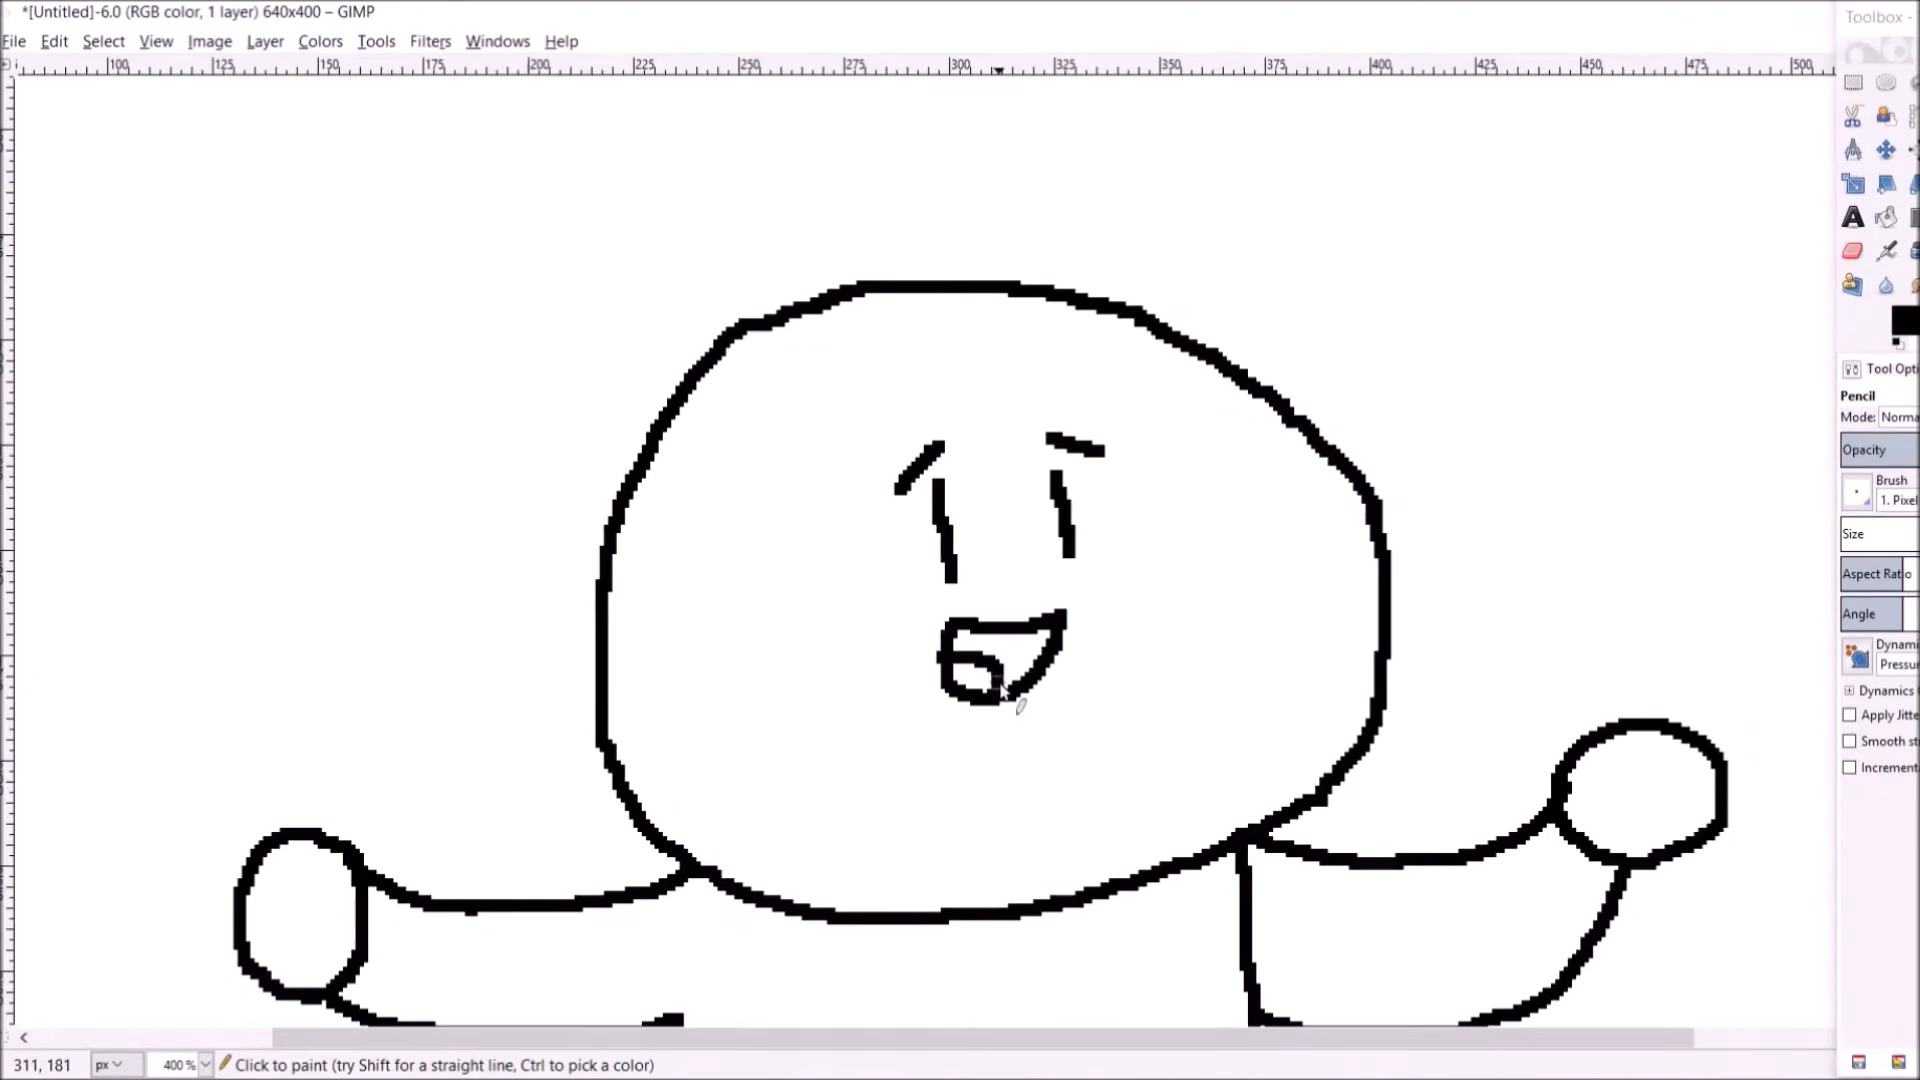 *[Untitled]-6.0 (RGB color, 1 layer) 640x400 – GIMP
Toolbox -
File Edit Select View Image Layer Colors Tools Filters Windows Help
100 125 150 175 200 225 250 275 300 325 350 375 400 425 450 475 500
Tool Opti
Pencil
Mode: Norma
Opacity
Brush
1. Pixel
Size
Aspect Ratio
Angle
Dynami
Pressu
Dynamics
Apply Jitte
Smooth st
Increment
311, 181 px 400 % Click to paint (try Shift for a straight line, Ctrl to pick a color)